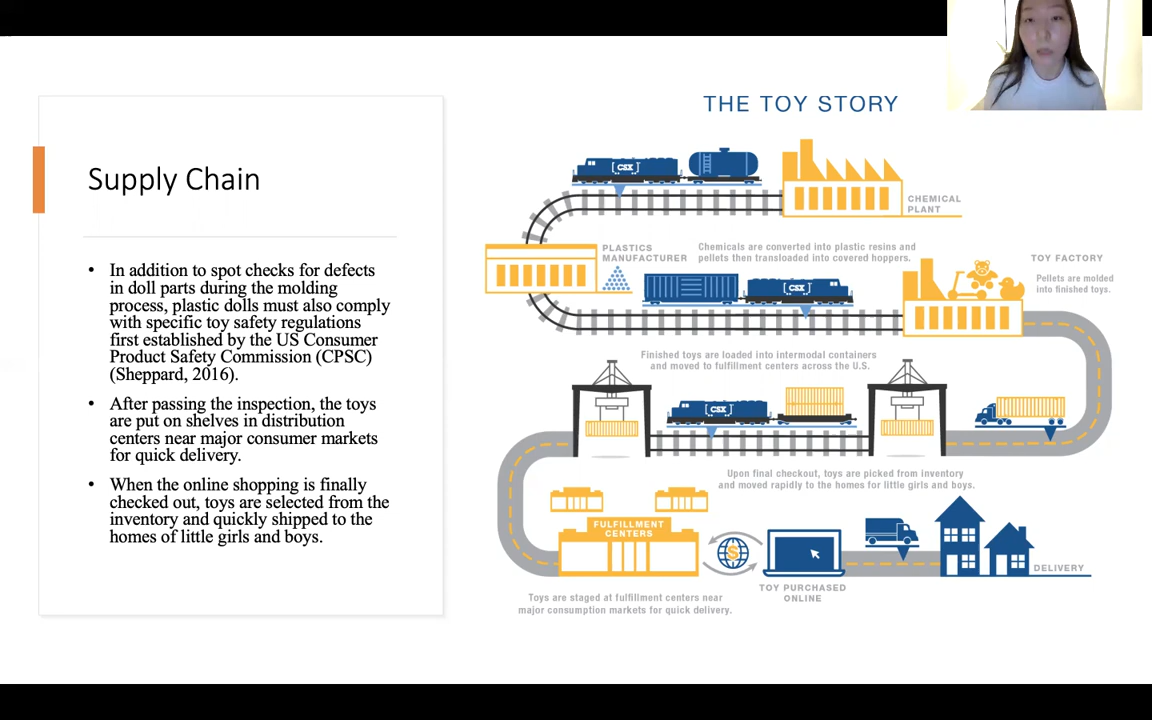 Supply Chain
• In addition to spot checks for defects
in doll parts during the molding
process, plastic dolls must also comply
with specific toy safety regulations
first established by the US Consumer
Product Safety Commission (CPSC)
(Sheppard, 2016).
• After passing the inspection, the toys
are put on shelves in distribution
centers near major consumer markets
for quick delivery.
• When the online shopping is finally
checked out, toys are selected from the
inventory and quickly shipped to the
homes of little girls and boys.
THE TOY STORY
CSX
CHEMICAL
PLANT
PLASTICS
MANUFACTURER
Chemicals are converted into plastic resins and
pellets then transloaded into covered hoppers.
CSX
TOY FACTORY
Pellets are molded
into finished toys.
Finished toys are loaded into intermodal containers
and moved to fulfillment centers across the U.S.
CSX
Upon final checkout, toys are picked from inventory
and moved rapidly to the homes for little girls and boys.
FULFILLMENT
CENTERS
$
TOY PURCHASED
ONLINE
DELIVERY
Toys are staged at fulfillment centers near
major consumption markets for quick delivery.